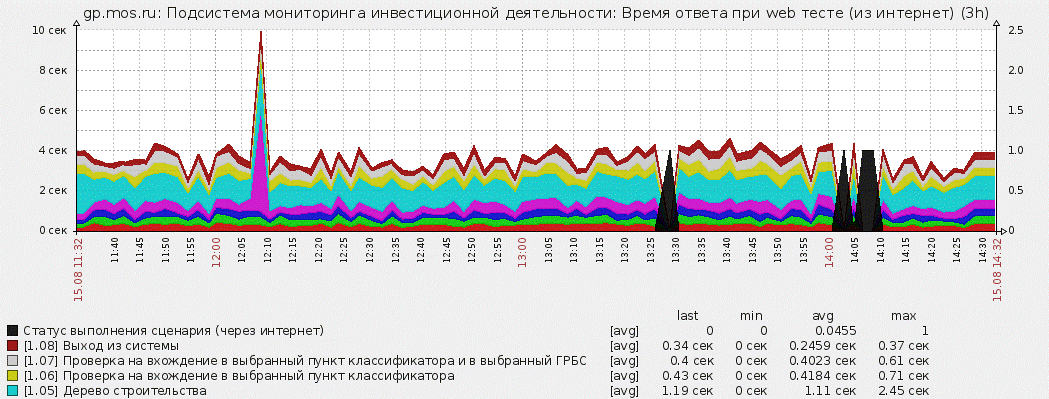 gp.mos.ru: Подсистема мониторинга инвестиционной деятельности: Время ответа при web тесте (из интернет) (3h)
10 сек 2.5
8 сек 2.0
6 сек 1.5
4 сек 1.0
2 сек 0.5
0 сек 0
15.08 11:32 11:40 11:45 11:50 11:55 12:00 12:05 12:10 12:15 12:20 12:25 12:30 12:35 12:40 12:45 12:50 12:55 13:00 13:05 13:10 13:15 13:20 13:25 13:30 13:35 13:40 13:45 13:50 13:55 14:00 14:05 14:10 14:15 14:20 14:25 14:30 15.08 14:32
last min avg max
Статус выполнения сценария (через интернет) [avg] 0 0 0.0455 1
[1.08] Выход из системы [avg] 0.34 сек 0 сек 0.2459 сек 0.37 сек
[1.07] Проверка на вхождение в выбранный пункт классификатора и в выбранный ГРБС [avg] 0.4 сек 0 сек 0.4023 сек 0.61 сек
[1.06] Проверка на вхождение в выбранный пункт классификатора [avg] 0.43 сек 0 сек 0.4184 сек 0.71 сек
[1.05] Дерево строительства [avg] 1.19 сек 0 сек 1.11 сек 2.45 сек